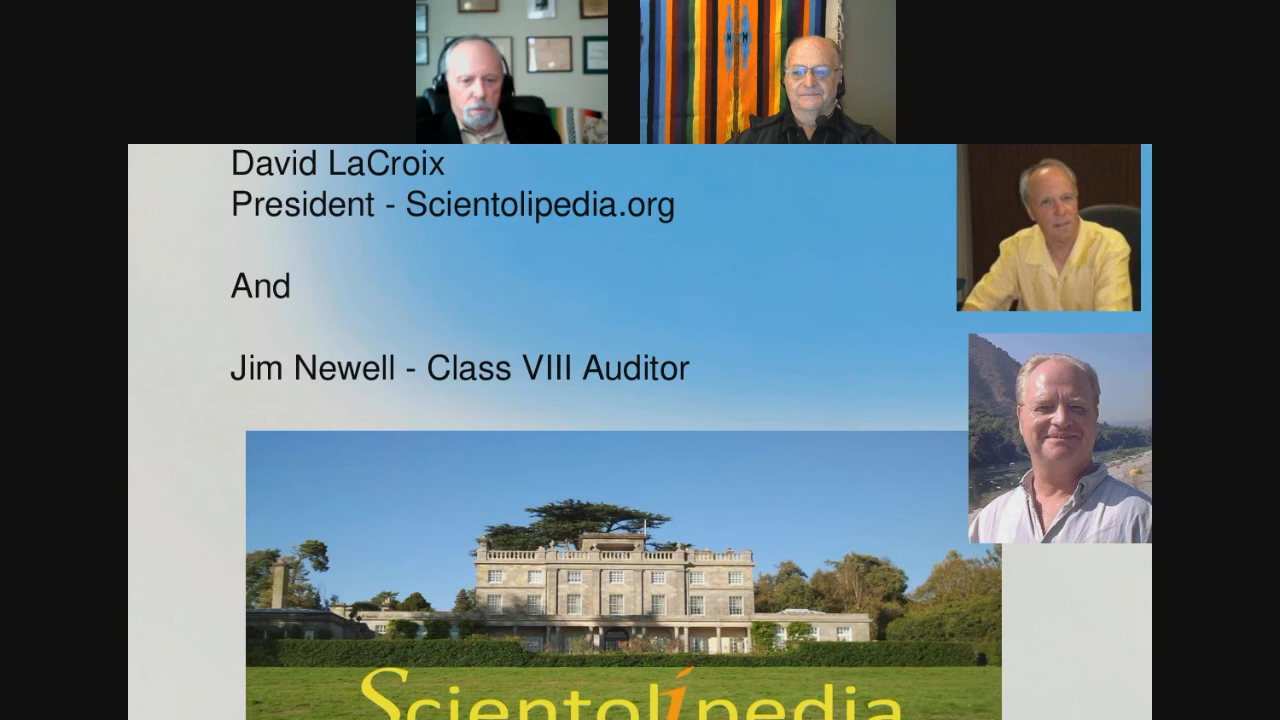 David LaCroix
President - Scientolipedia.org
And
Jim Newell - Class VIII Auditor
Scientolipedia